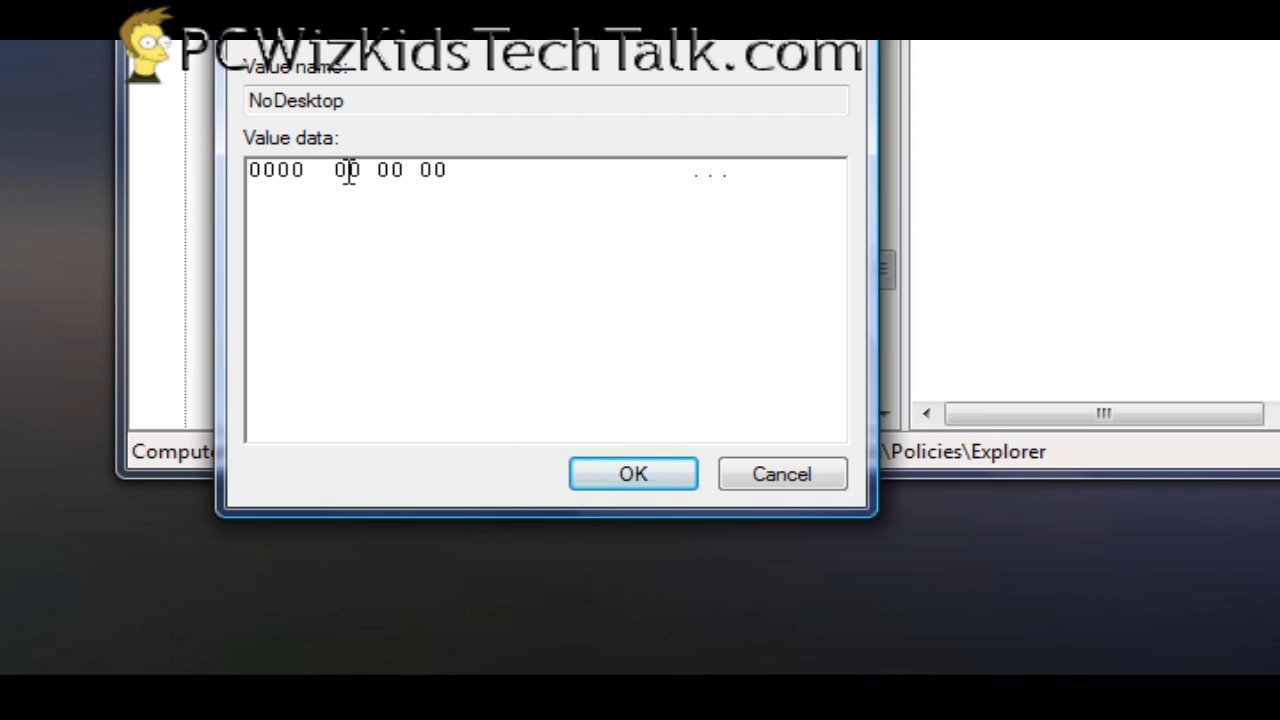 PCWizKidsTechTalk.com
Value name:
NoDesktop
Value data:
0000 00 00 00 ...
OK Cancel
Compute \Policies\Explorer